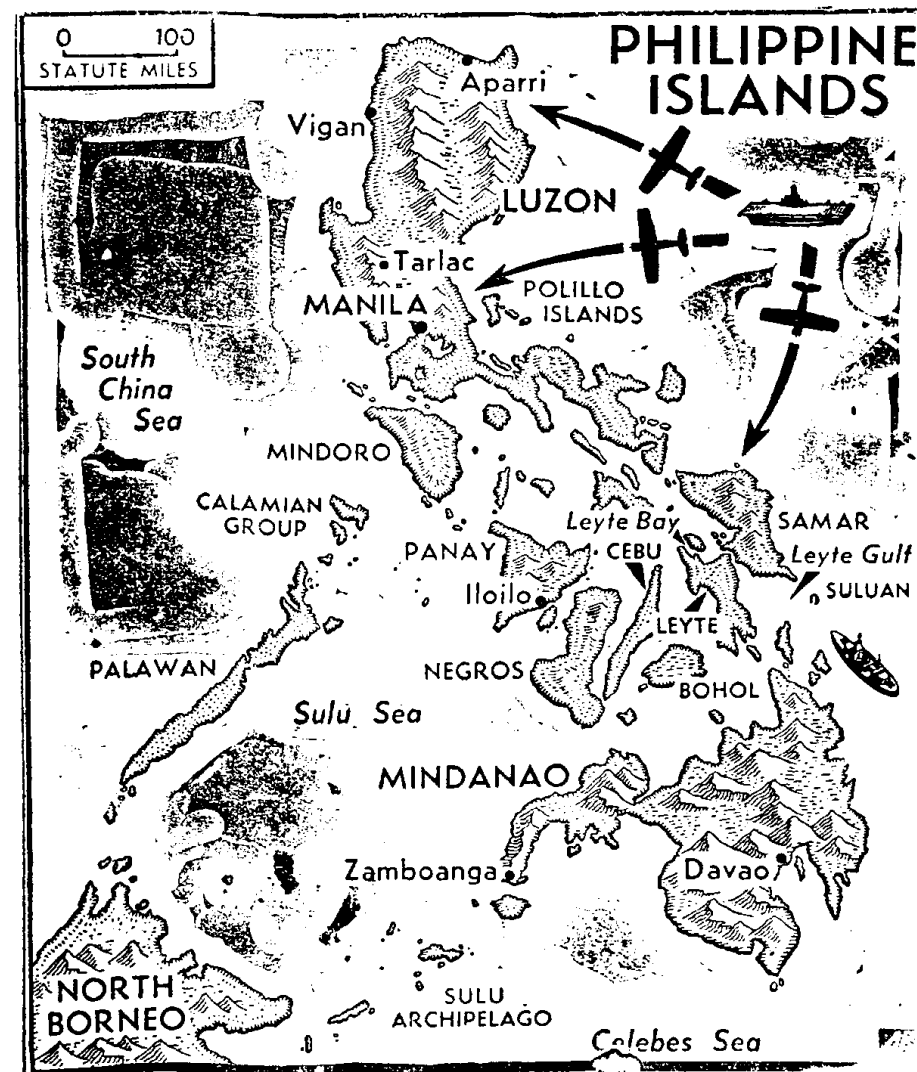 0 100
STATUTE MILES
PHILIPPINE
ISLANDS
Aparri
Vigan
LUZON
Tarlac
POLILLO
ISLANDS
MANILA
South
China
Sea
MINDORO
CALAMIAN
GROUP
Leyte Bay
SAMAR
PANAY
CEBU
Leyte Gulf
Iloilo
SULUAN
LEYTE
PALAWAN
NEGROS
BOHOL
Sulu Sea
MINDANAO
Zamboanga
Davao
NORTH
BORNEO
SULU
ARCHIPELAGO
Celebes Sea